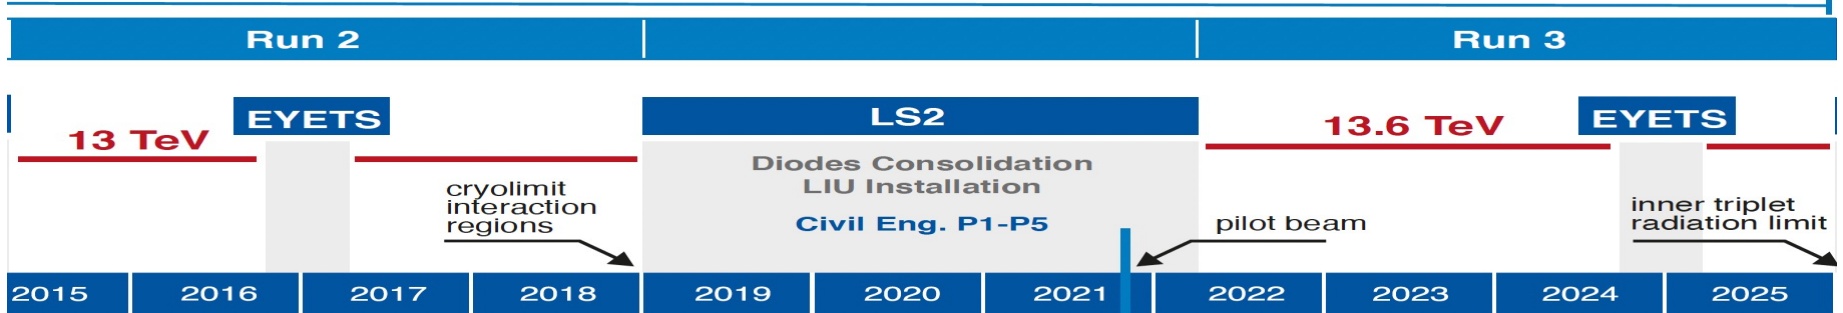 Run 2
Run 3
EYETS
LS2
EYETS
13 TeV
13.6 TeV
Diodes Consolidation
LIU Installation
Civil Eng. P1-P5
cryolimit
interaction
regions
pilot beam
inner triplet
radiation limit
2015 2016 2017 2018 2019 2020 2021 2022 2023 2024 2025